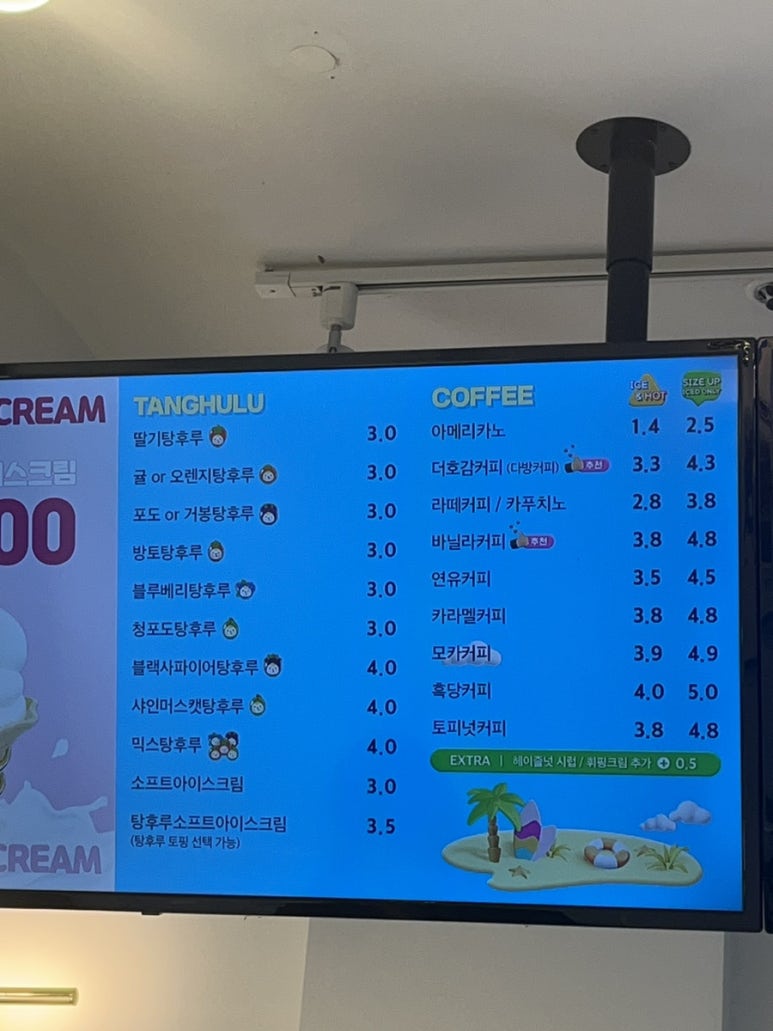 CREAM
스크림
00
CREAM
TANGHULU
딸기탕후루 3.0
귤 or 오렌지탕후루 3.0
포도 or 거봉탕후루 3.0
방토탕후루 3.0
블루베리탕후루 3.0
청포도탕후루 3.0
블랙사파이어탕후루 4.0
샤인머스캣탕후루 4.0
믹스탕후루 4.0
소프트아이스크림 3.0
탕후루소프트아이스크림 3.5
(탕후루 토핑 선택 가능)
COFFEE ICE & HOT SIZE UP ICED ONLY
아메리카노 1.4 2.5
더호감커피 (다방커피) 추천 3.3 4.3
라떼커피 / 카푸치노 2.8 3.8
바닐라커피 추천 3.8 4.8
연유커피 3.5 4.5
카라멜커피 3.8 4.8
모카커피 3.9 4.9
흑당커피 4.0 5.0
토피넛커피 3.8 4.8
EXTRA | 헤이즐넛 시럽 / 휘핑크림 추가 + 0.5